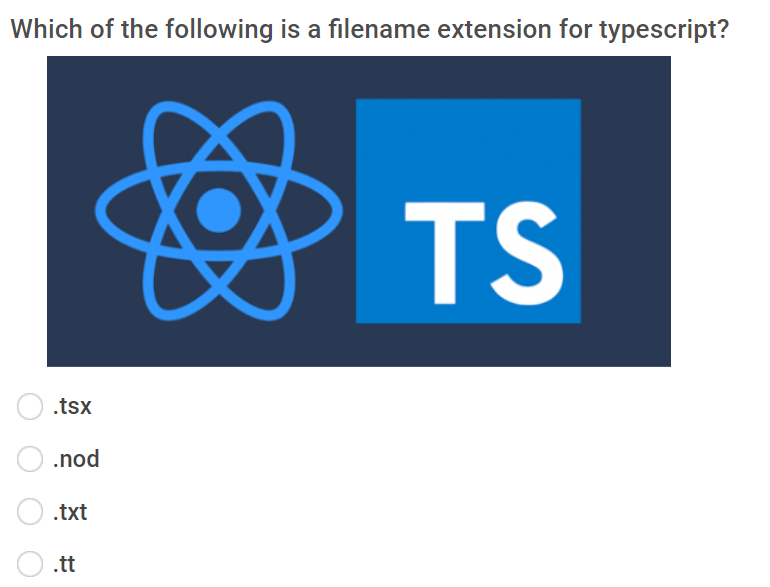 Which of the following is a filename extension for typescript?
TS
.tsx
.nod
.txt
.tt